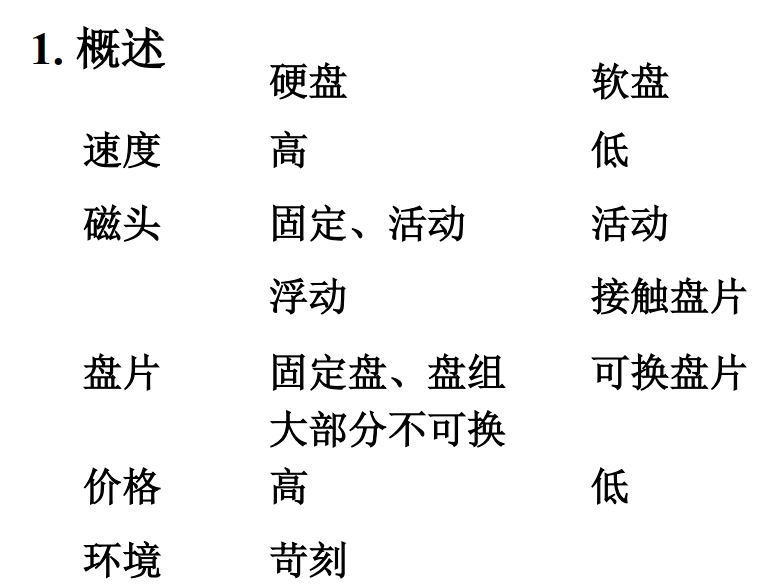 1. 概述
硬盘 软盘
速度 高 低
磁头 固定、活动 活动
浮动 接触盘片
盘片 固定盘、盘组 可换盘片
大部分不可换
价格 高 低
环境 苛刻